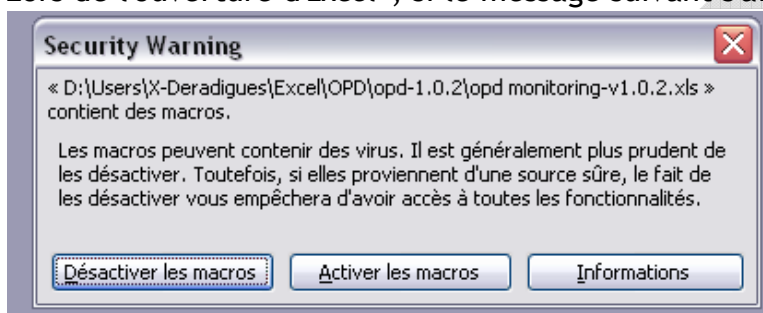 Security Warning
« D:\Users\X-Deradigues\Excel\OPD\opd-1.0.2\opd monitoring-v1.0.2.xls »
contient des macros.
Les macros peuvent contenir des virus. Il est généralement plus prudent de
les désactiver. Toutefois, si elles proviennent d'une source sûre, le fait de
les désactiver vous empêchera d'avoir accès à toutes les fonctionnalités.
Désactiver les macros Activer les macros Informations